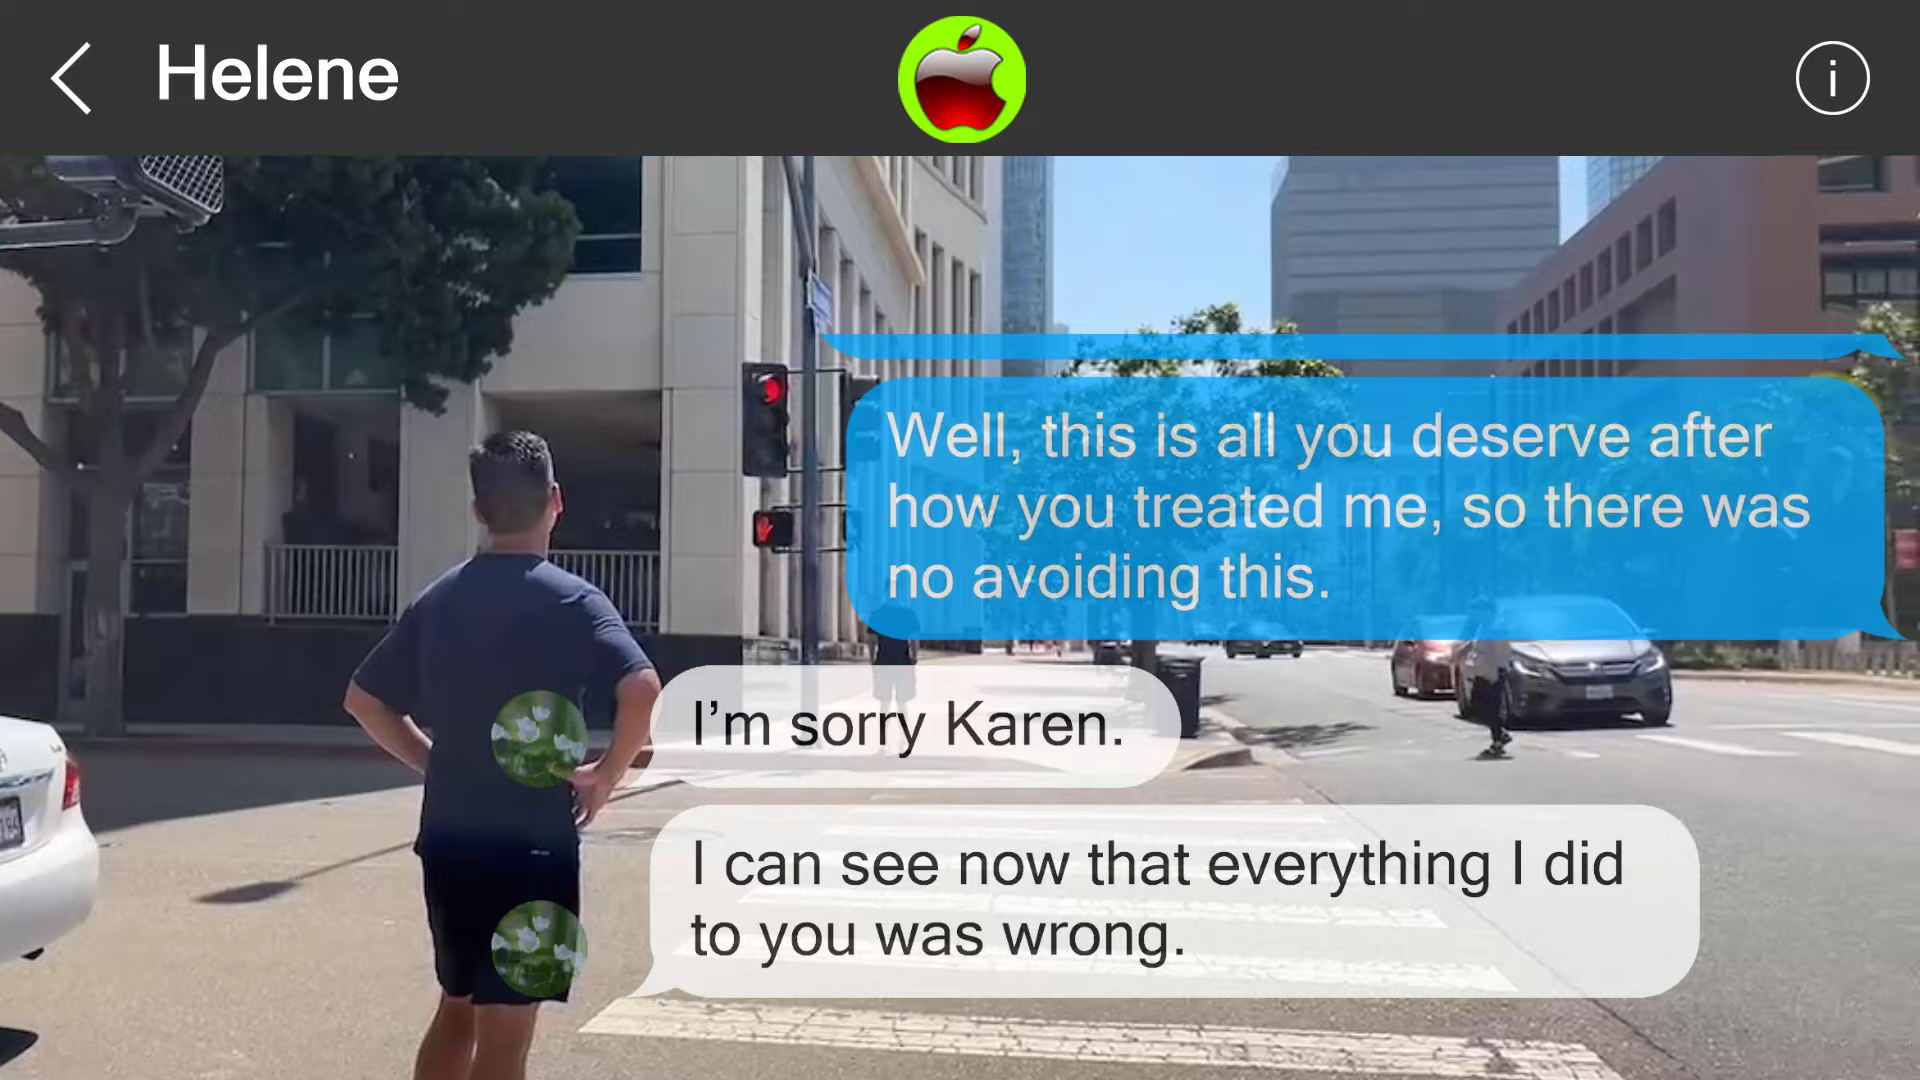 Helene
i
Well, this is all you deserve after
how you treated me, so there was
no avoiding this.
I'm sorry Karen.
I can see now that everything I did
to you was wrong.